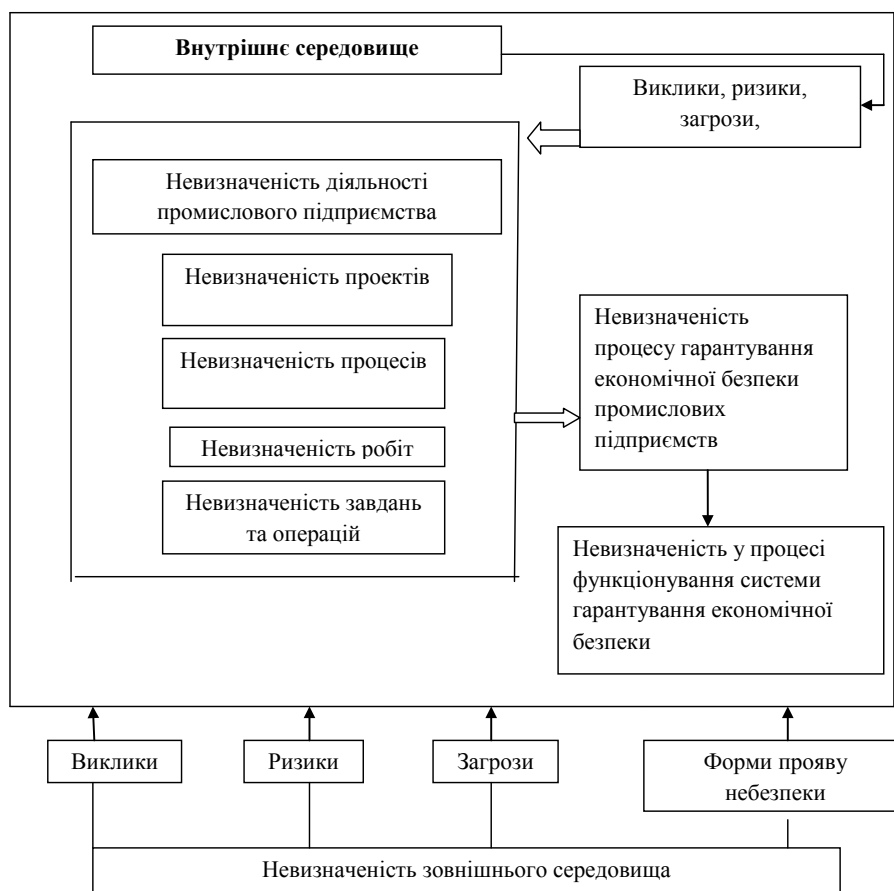 Внутрішнє середовище
Виклики, ризики,
загрози,
Невизначеність діяльності
промислового підприємства
Невизначеність проектів
Невизначеність процесів
Невизначеність робіт
Невизначеність завдань
та операцій
Невизначеність
процесу гарантування
економічної безпеки
промислових
підприємств
Невизначеність у процесі
функціонування системи
гарантування економічної
безпеки
Виклики
Ризики
Загрози
Форми прояву
небезпеки
Невизначеність зовнішнього середовища